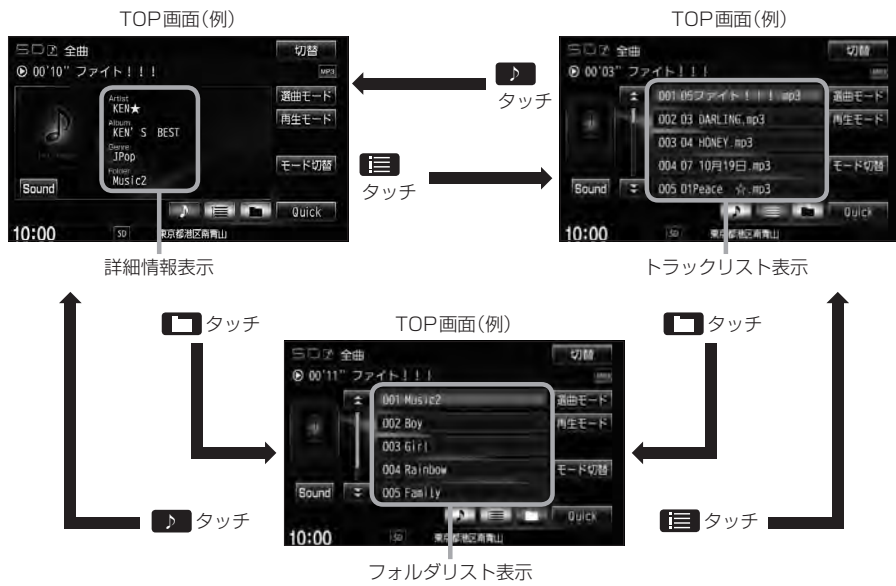 TOP画面(例)
SD 全曲
切替
00'10" ファイト!!!
MP3
Artist
KEN★
Album
KEN'S BEST
Genre
JPop
Folder
Music2
選曲モード
再生モード
モード切替
Sound
Quick
10:00
SD
東京都港区南青山
詳細情報表示
タッチ
タッチ
TOP画面(例)
SD 全曲
切替
00'03" ファイト!!!
001 05ファイト!!!.mp3
002 03 DARLING.mp3
003 04 HONEY.mp3
004 07 10月19日.mp3
005 01Peace ☆.mp3
選曲モード
再生モード
モード切替
Sound
Quick
10:00
SD
東京都港区南青山
トラックリスト表示
タッチ
タッチ
TOP画面(例)
SD 全曲
切替
00'11" ファイト!!!
001 Music2
002 Boy
003 Girl
004 Rainbow
005 Family
選曲モード
再生モード
モード切替
Sound
Quick
10:00
SD
東京都港区南青山
タッチ
タッチ
フォルダリスト表示